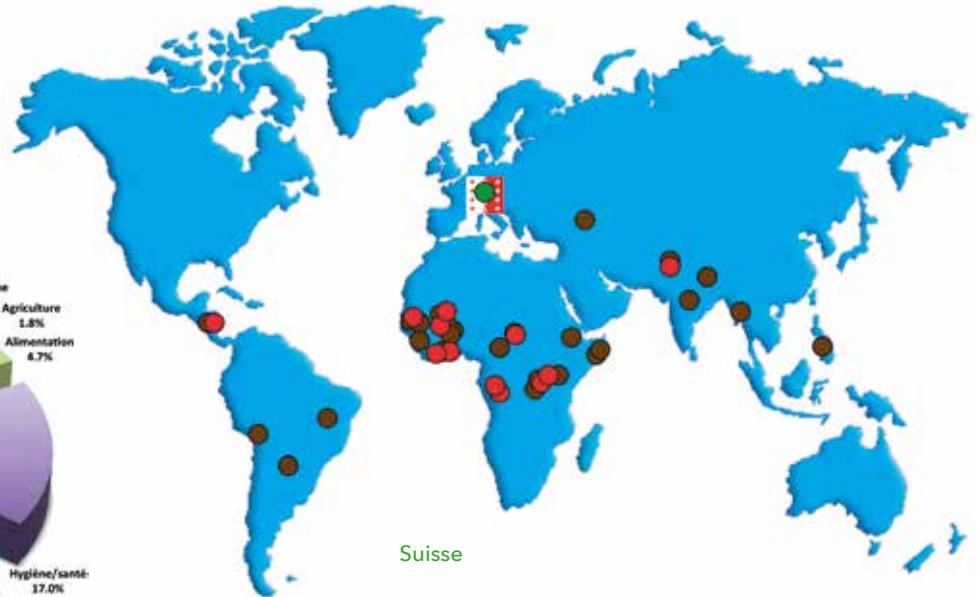 Agriculture
1.8%
Alimentation
4.7%
Hygiène/santé-
17.0%
Suisse